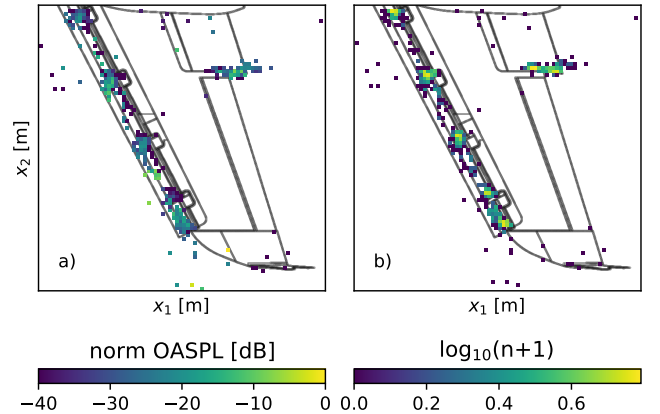 x₂ [m]
a)
b)
x₁ [m]
x₁ [m]
norm OASPL [dB]
log₁₀(n+1)
−40 −30 −20 −10 0
0.0 0.2 0.4 0.6